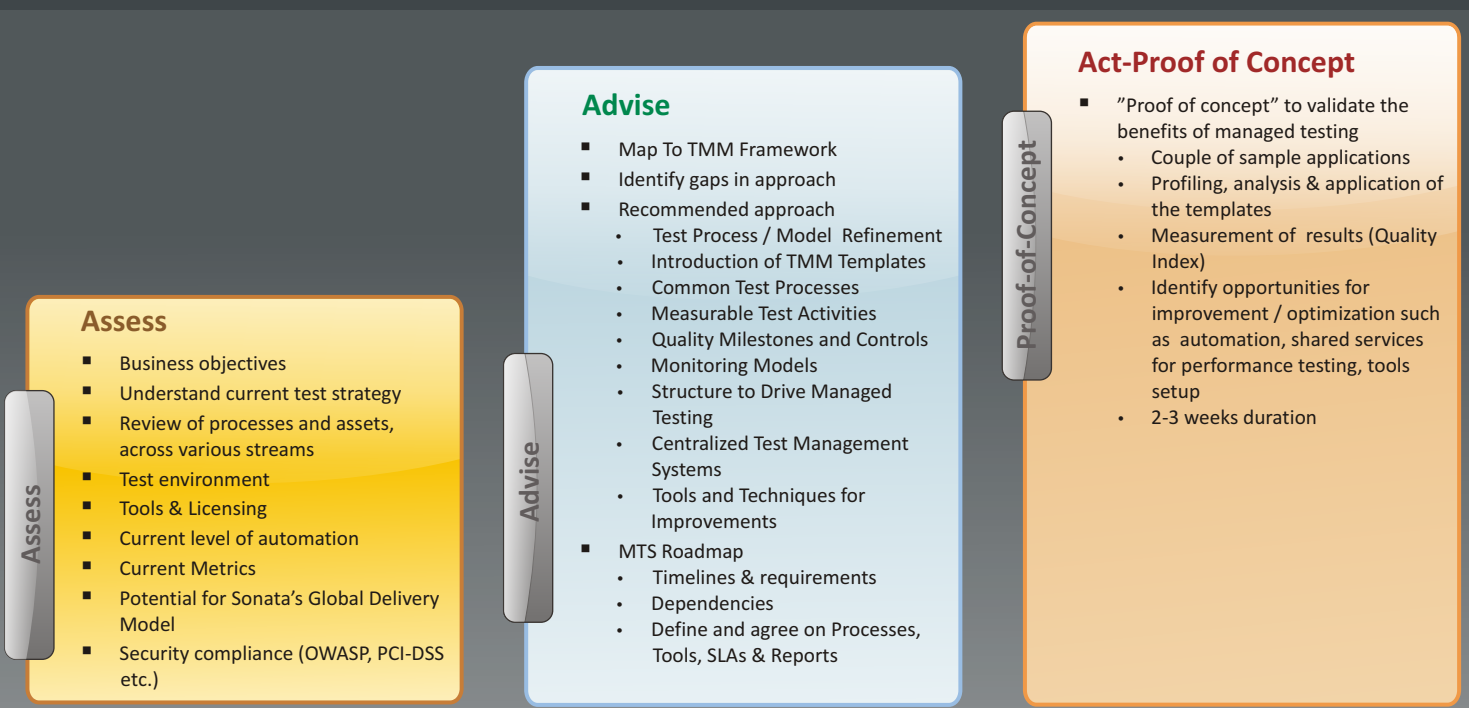 Assess
Assess
▪ Business objectives
▪ Understand current test strategy
▪ Review of processes and assets,
across various streams
▪ Test environment
▪ Tools & Licensing
▪ Current level of automation
▪ Current Metrics
▪ Potential for Sonata's Global Delivery
Model
▪ Security compliance (OWASP, PCI-DSS
etc.)
Advise
Advise
▪ Map To TMM Framework
▪ Identify gaps in approach
▪ Recommended approach
• Test Process / Model Refinement
• Introduction of TMM Templates
• Common Test Processes
• Measurable Test Activities
• Quality Milestones and Controls
• Monitoring Models
• Structure to Drive Managed
Testing
• Centralized Test Management
Systems
• Tools and Techniques for
Improvements
▪ MTS Roadmap
• Timelines & requirements
• Dependencies
• Define and agree on Processes,
Tools, SLAs & Reports
Proof-of-Concept
Act-Proof of Concept
▪ ”Proof of concept” to validate the
benefits of managed testing
• Couple of sample applications
• Profiling, analysis & application of
the templates
• Measurement of results (Quality
Index)
• Identify opportunities for
improvement / optimization such
as automation, shared services
for performance testing, tools
setup
• 2-3 weeks duration